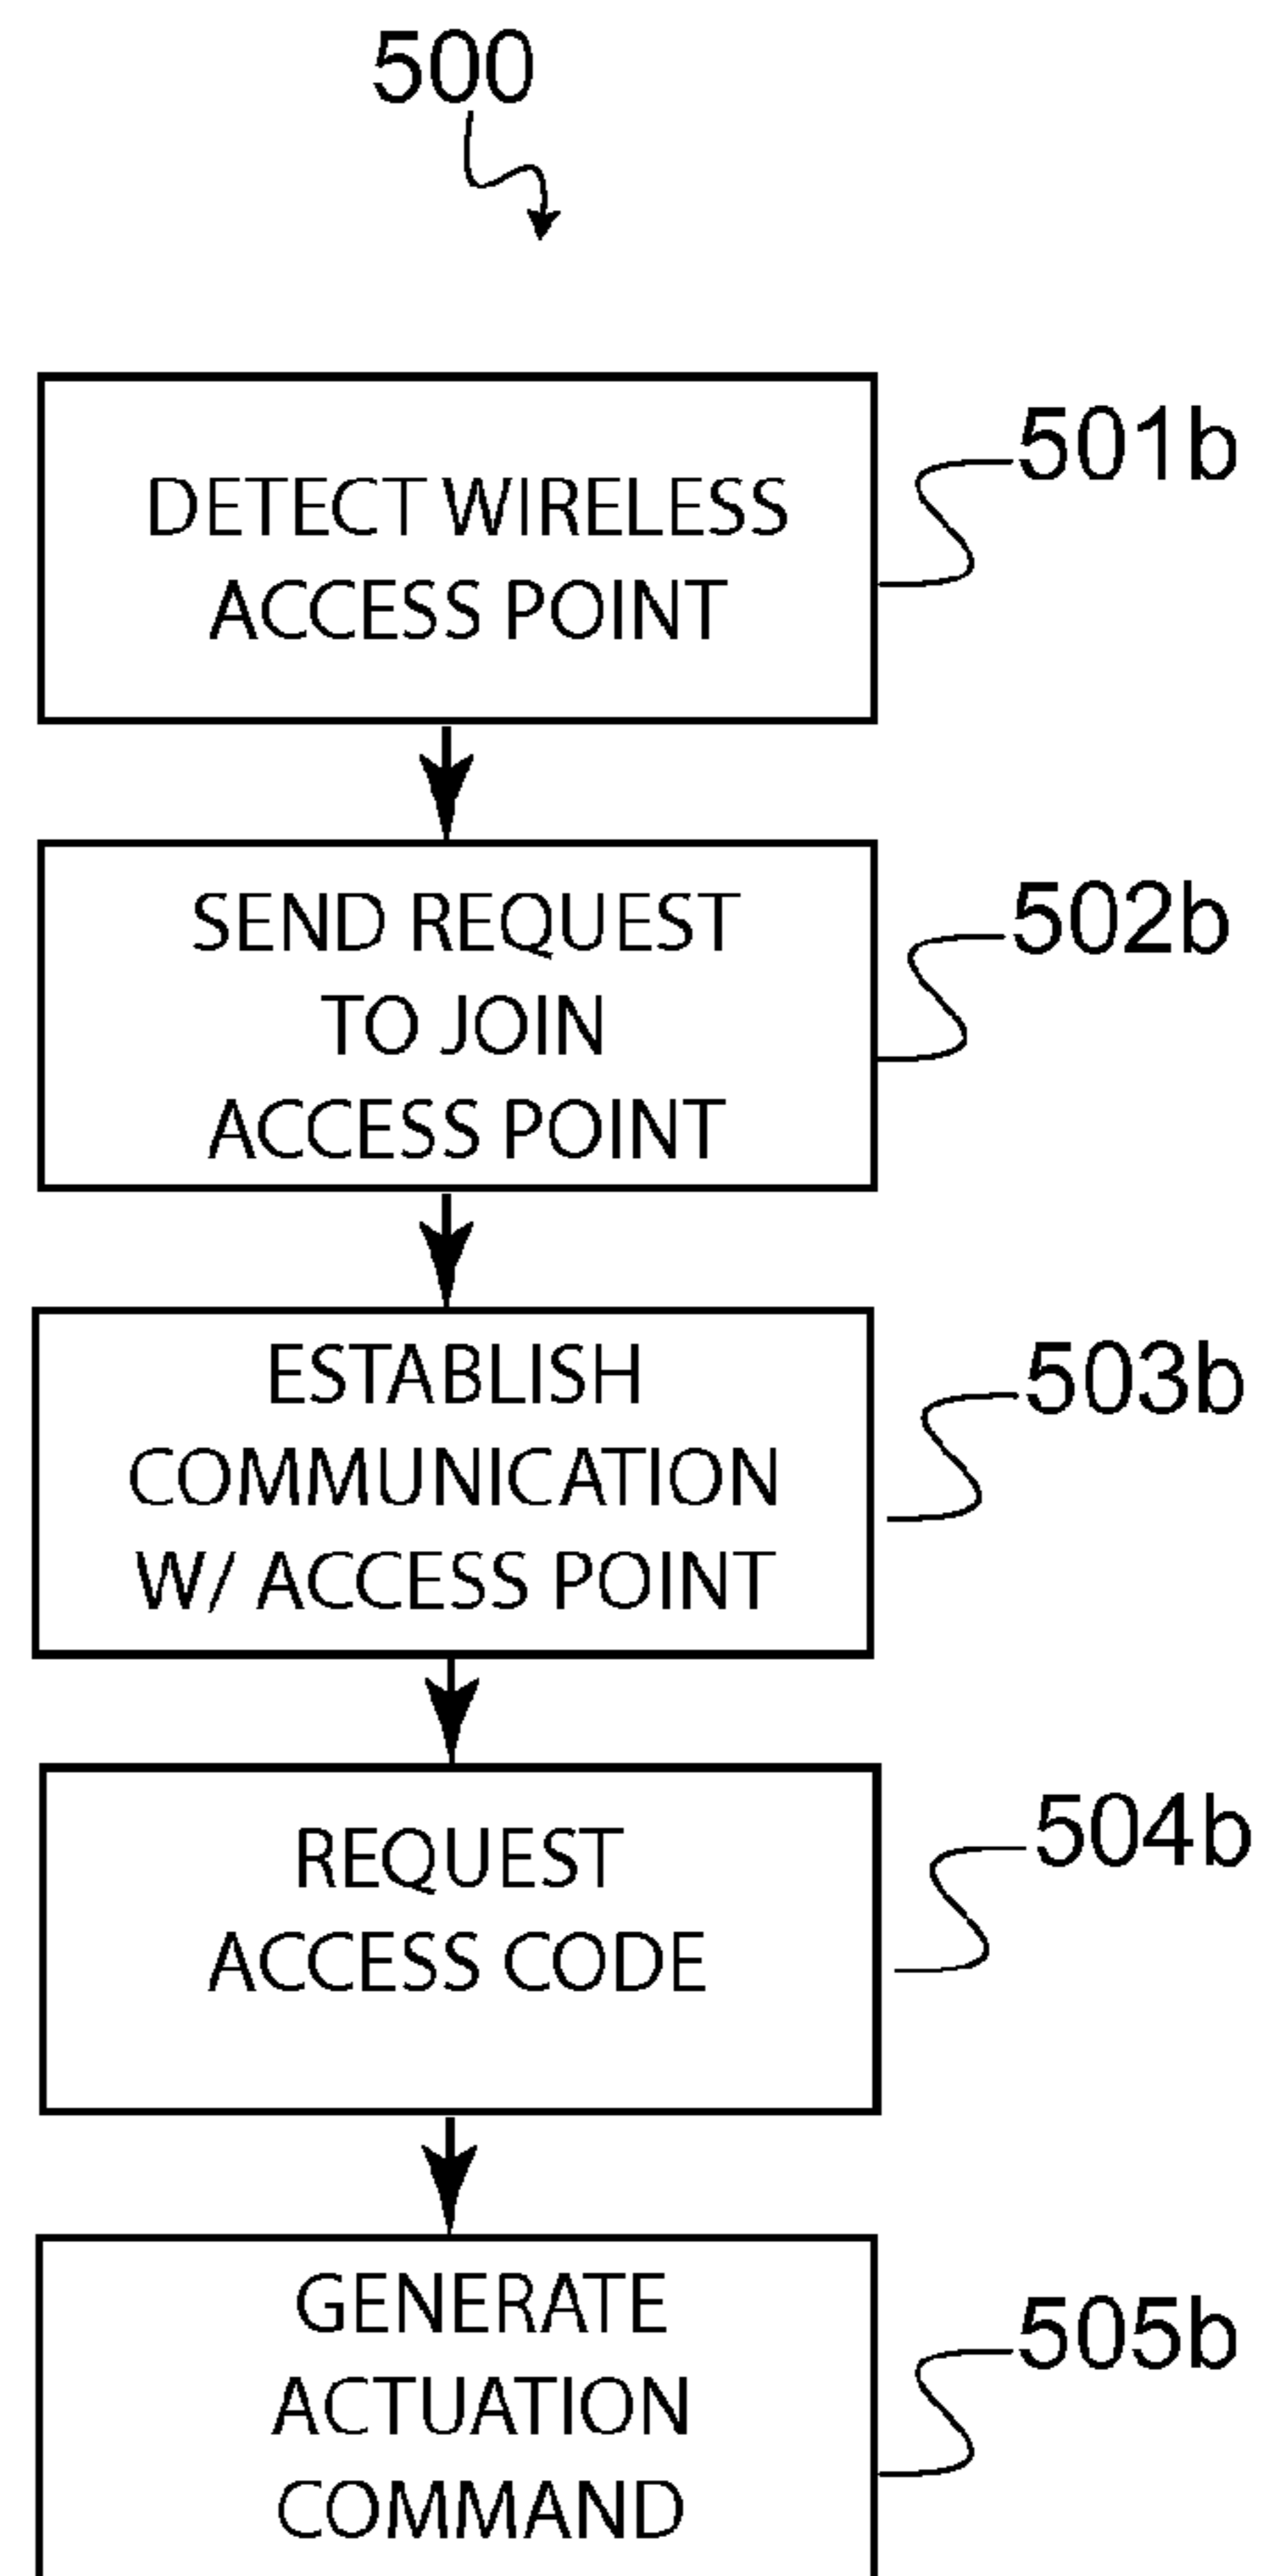 500
DETECT WIRELESS
ACCESS POINT
501b
SEND REQUEST
TO JOIN
ACCESS POINT
502b
ESTABLISH
COMMUNICATION
W/ ACCESS POINT
503b
REQUEST
ACCESS CODE
504b
GENERATE
ACTUATION
COMMAND
505b